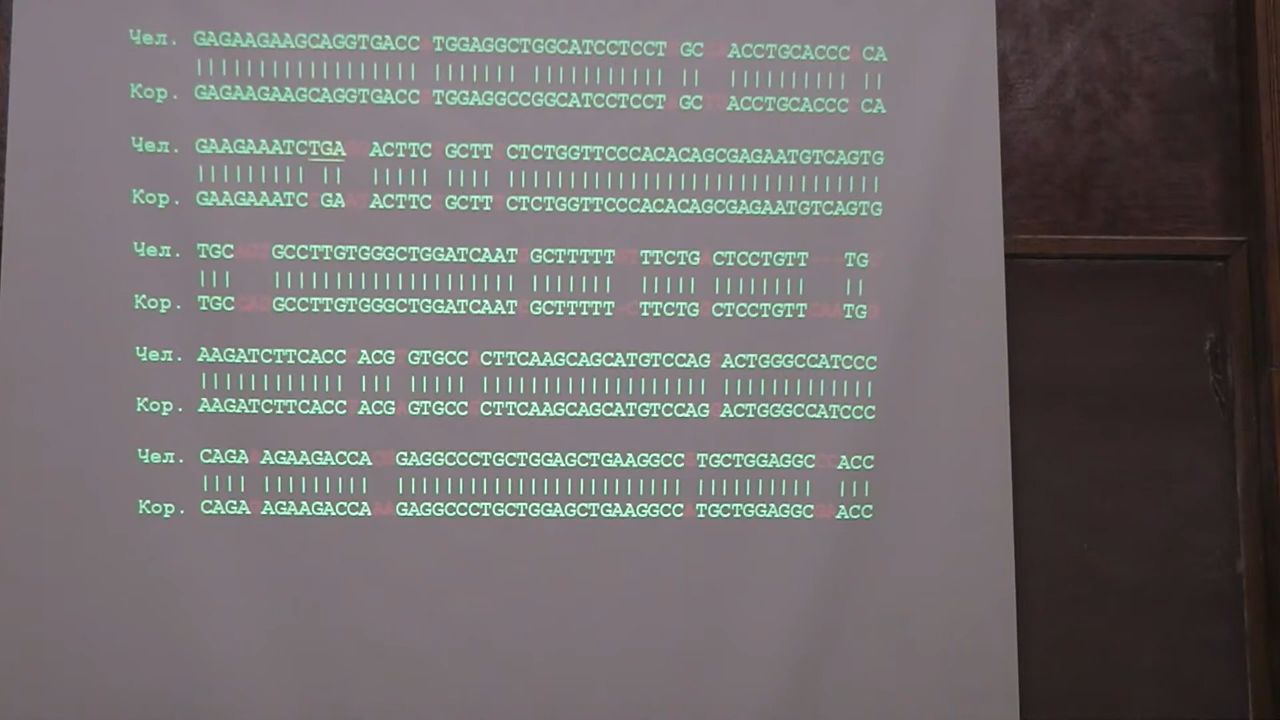 Чел. GAGAAGAAGCAGGTGACC TGGAGGCTGGCATCCTCCT GC ACCTGCACCC CA
|||||||||||||||||| ||||||| ||||||||||| || |||||||||| ||
Кор. GAGAAGAAGCAGGTGACC TGGAGGCCGGCATCCTCCT GC ACCTGCACCC CA
Чел. GAAGAAATCTGA ACTTC GCTT CTCTGGTTCCCACACAGCGAGAATGTCAGTG
||||||||| || ||||| |||| |||||||||||||||||||||||||||||||
Кор. GAAGAAATC GA ACTTC GCTT CTCTGGTTCCCACACAGCGAGAATGTCAGTG
Чел. TGC GCCTTGTGGGCTGGATCAAT GCTTTTT TTCTG CTCCTGTT TG
||| |||||||||||||||||||| ||||||| ||||| |||||||| ||
Кор. TGC GCCTTGTGGGCTGGATCAAT GCTTTTT TTCTG CTCCTGTT TG
Чел. AAGATCTTCACC ACG GTGCC CTTCAAGCAGCATGTCCAG ACTGGGCCATCCC
|||||||||||| ||| ||||| ||||||||||||||||||| |||||||||||||
Кор. AAGATCTTCACC ACG GTGCC CTTCAAGCAGCATGTCCAG ACTGGGCCATCCC
Чел. CAGA AGAAGACCA GAGGCCCTGCTGGAGCTGAAGGCC TGCTGGAGGC ACC
|||| ||||||||| |||||||||||||||||||||||| |||||||||| |||
Кор. CAGA AGAAGACCA GAGGCCCTGCTGGAGCTGAAGGCC TGCTGGAGGC ACC